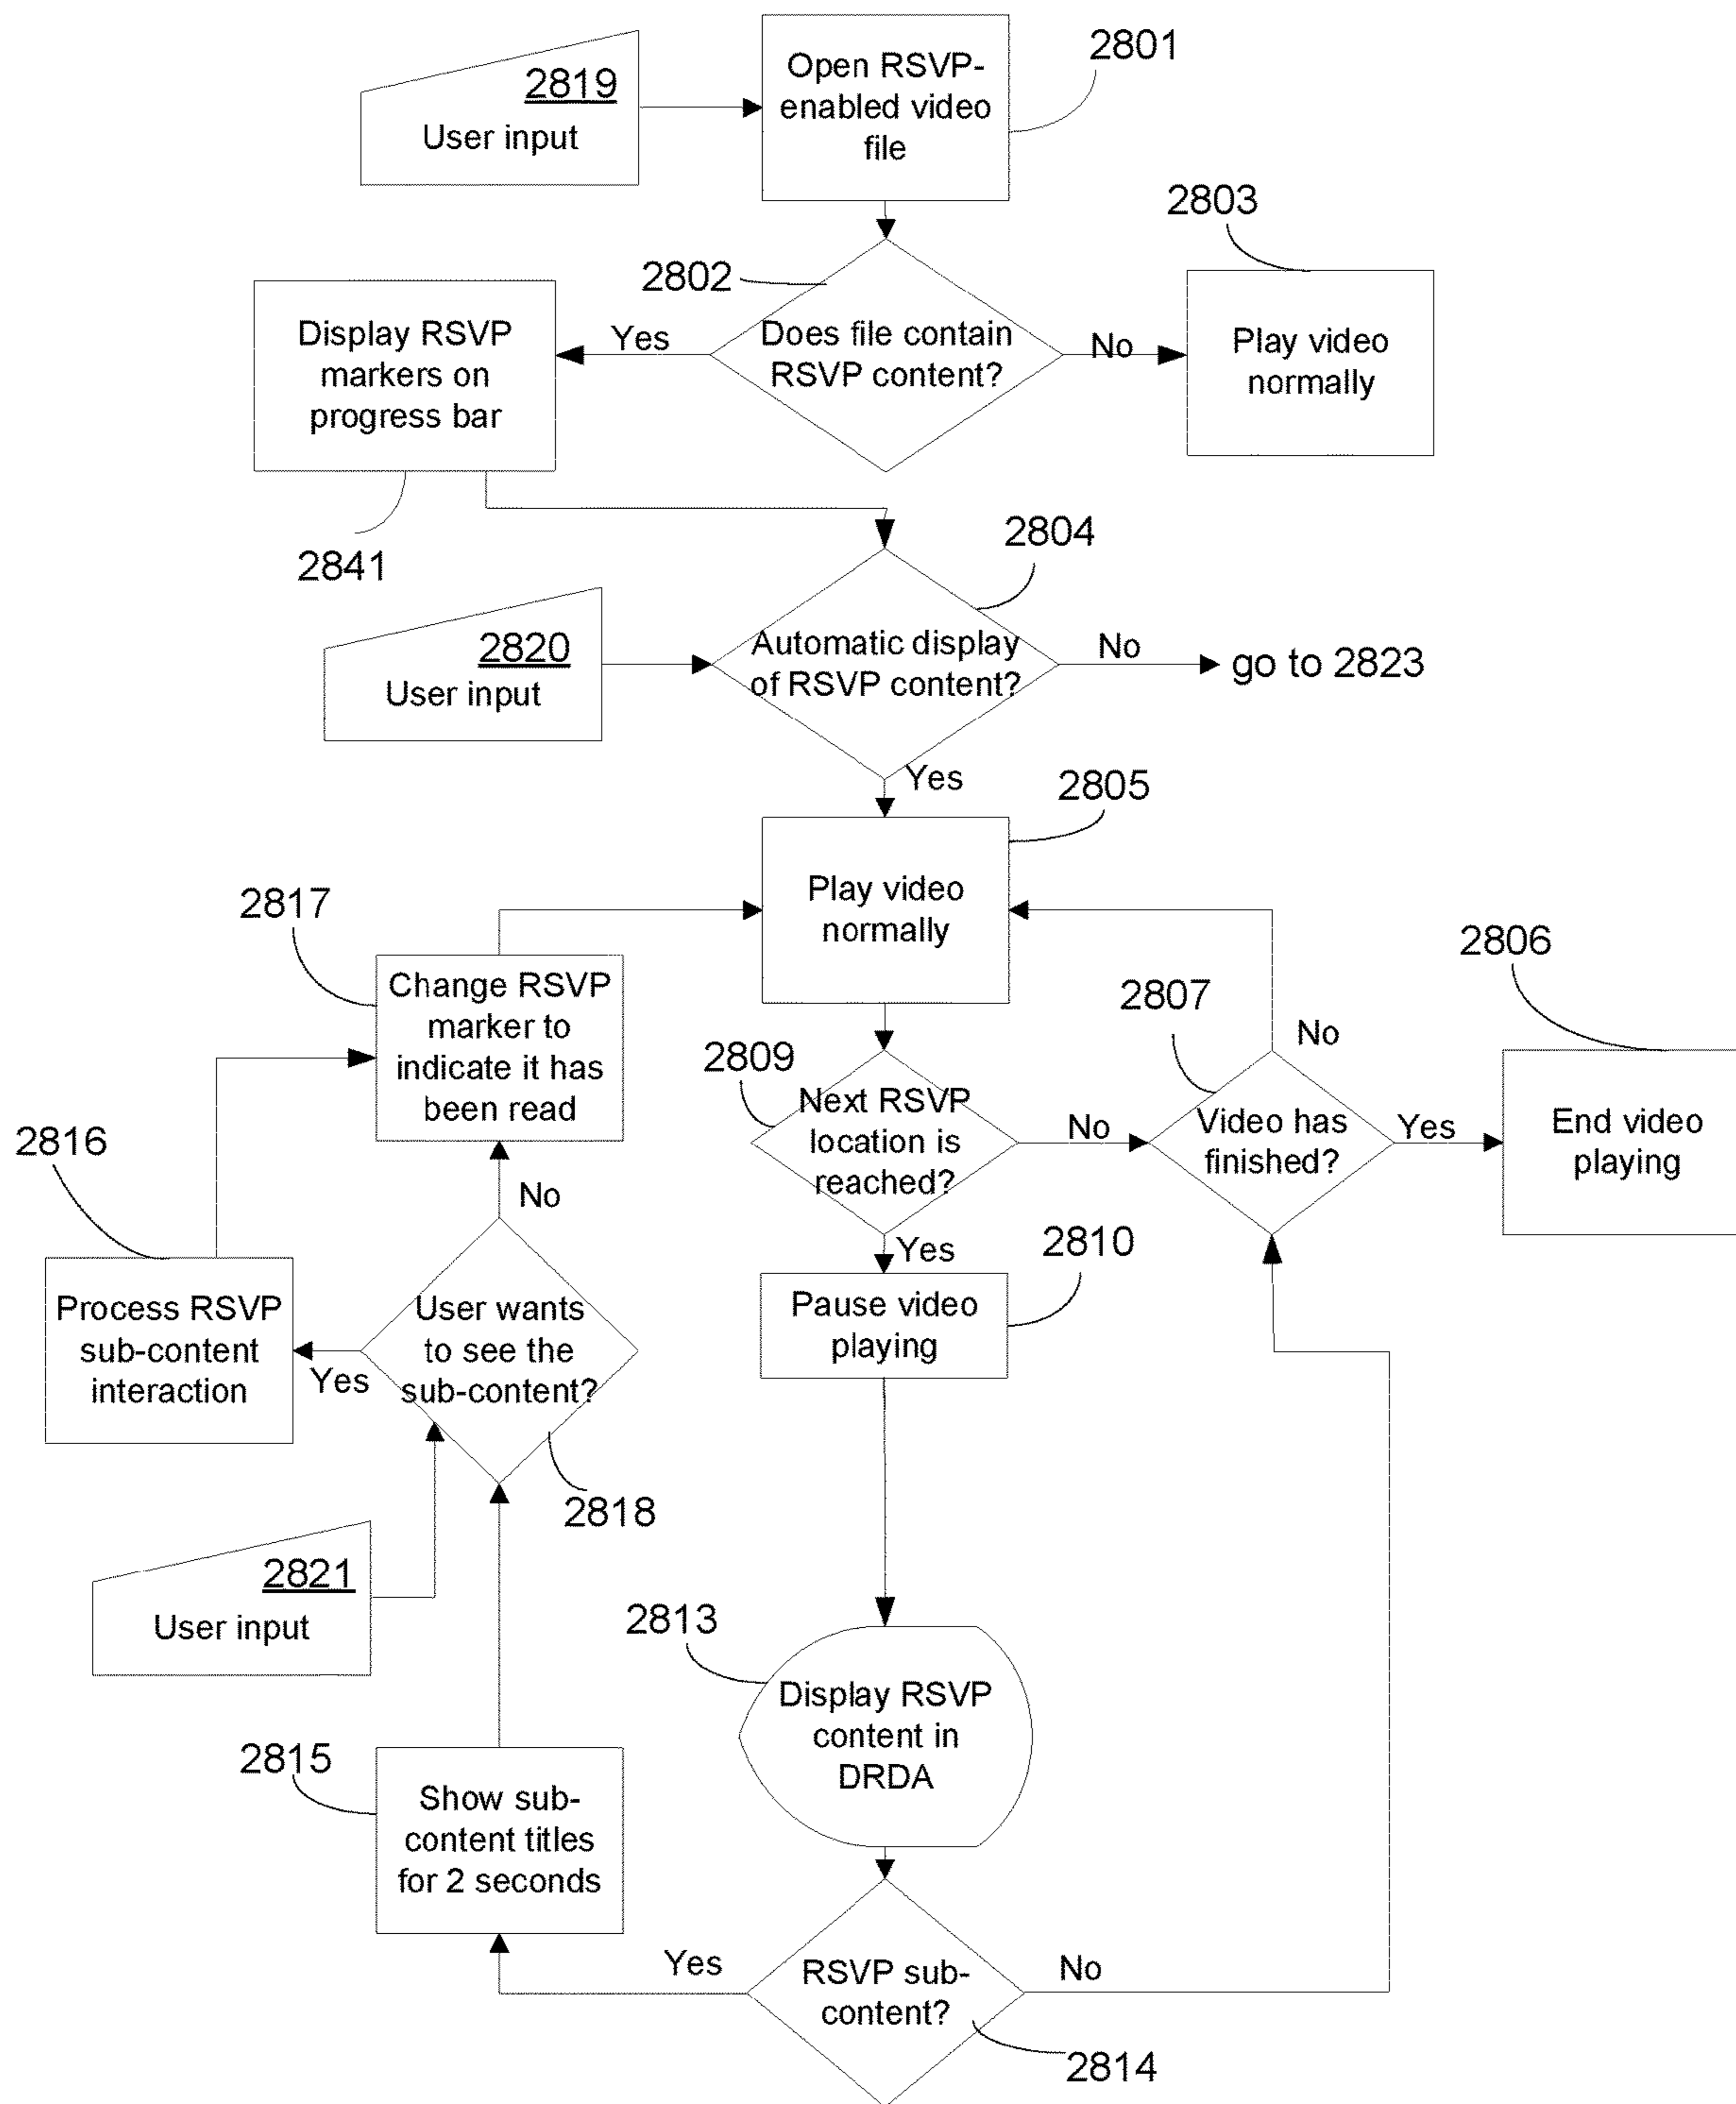 2819
User input
Open RSVP-
enabled video
file
2801
2803
2802
Does file contain
RSVP content?
Yes
No
Display RSVP
markers on
progress bar
Play video
normally
2841
2804
2820
User input
Automatic display
of RSVP content?
No
go to 2823
Yes
2805
Play video
normally
2817
Change RSVP
marker to
indicate it has
been read
2806
2807
No
2809
Next RSVP
location is
reached?
No
Video has
finished?
Yes
End video
playing
2816
No
Yes
2810
Process RSVP
sub-content
interaction
Yes
User wants
to see the
sub-content?
Pause video
playing
2818
2821
User input
2813
Display RSVP
content in
DRDA
2815
Show sub-
content titles
for 2 seconds
Yes
RSVP sub-
content?
No
2814